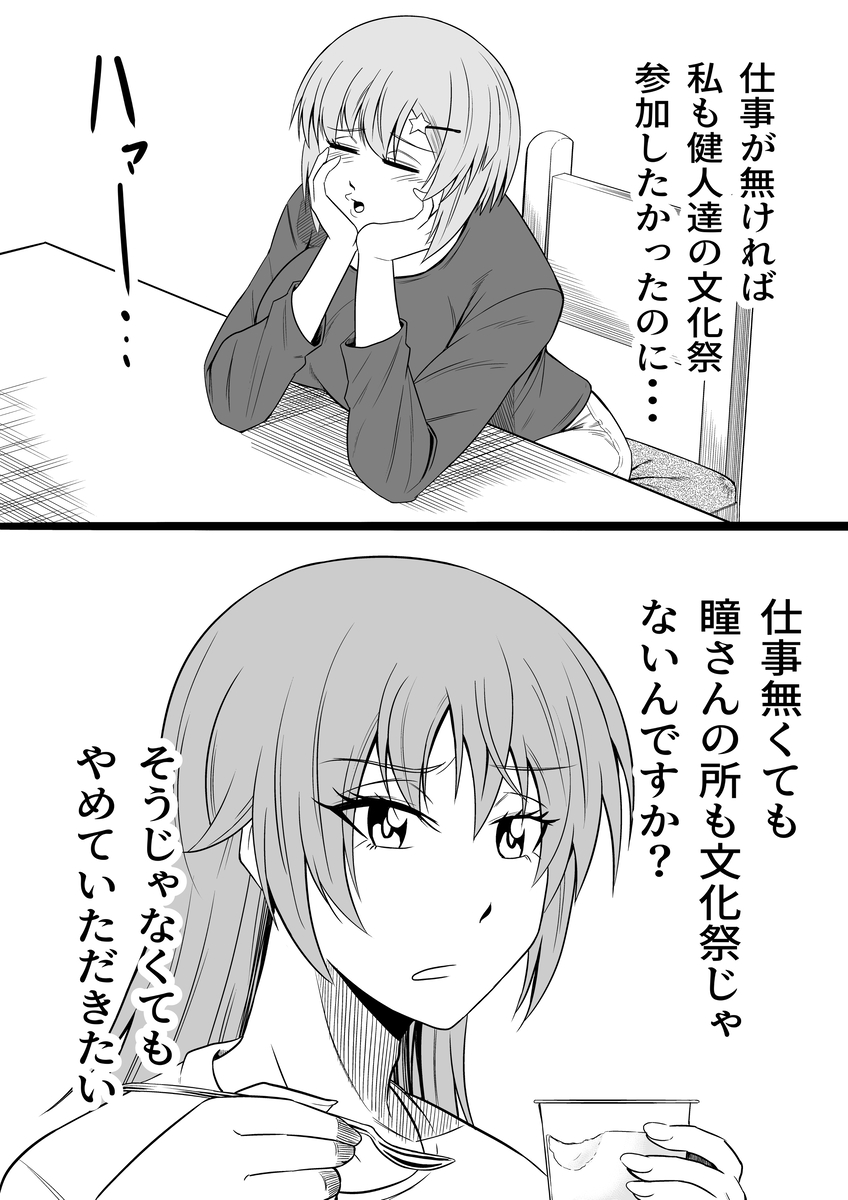 仕事が無ければ
私も健人達の文化祭
参加したかったのに…
ハァー…
仕事無くても
瞳さんの所も文化祭じゃ
ないんですか？
そうじゃなくても
やめていただきたい